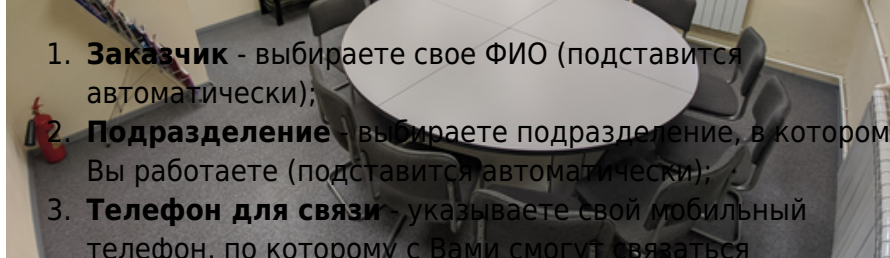 1. Заказчик - выбираете свое ФИО (подставится
автоматически);
2. Подразделение - выбираете подразделение, в котором
Вы работаете (подставится автоматически);
3. Телефон для связи - указываете свой мобильный
телефон, по которому с Вами смогут связаться